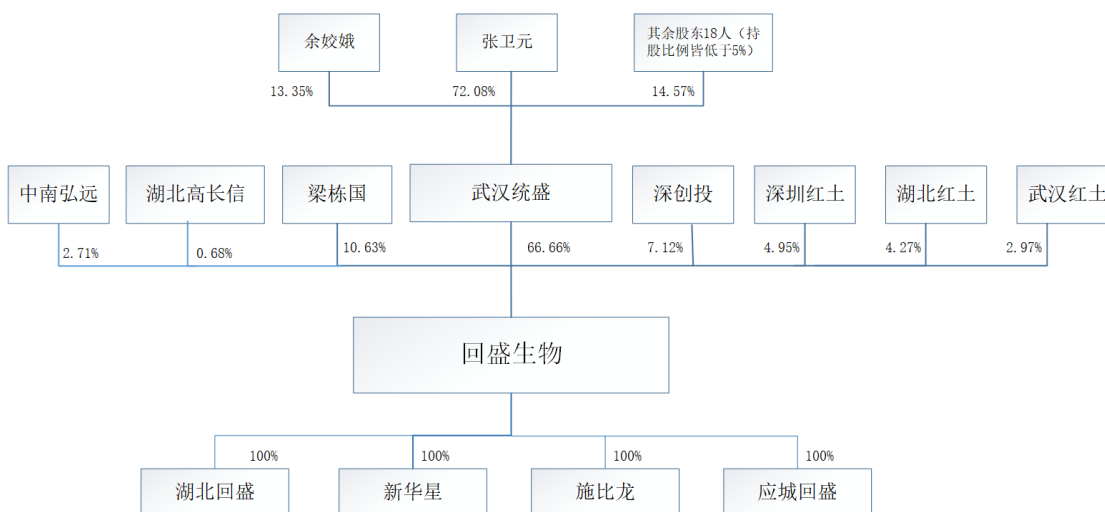 余姣娥
张卫元
其余股东18人（持
股比例皆低于5%）
13.35%
72.08%
14.57%
中南弘远
湖北高长信
梁栋国
武汉统盛
深创投
深圳红土
湖北红土
武汉红土
2.71%
0.68%
10.63%
66.66%
7.12%
4.95%
4.27%
2.97%
回盛生物
100%
100%
100%
100%
湖北回盛
新华星
施比龙
应城回盛